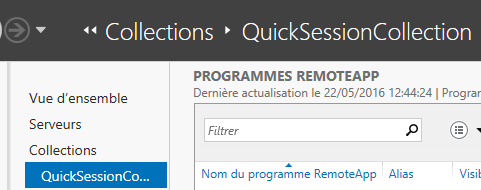 Collections QuickSessionCollection
PROGRAMMES REMOTEAPP
Dernière actualisation le 22/05/2016 12:44:24 | Progra
Vue d'ensemble
Serveurs
Collections
QuickSessionCo...
Filtrer
Nom du programme RemoteApp Alias Visib